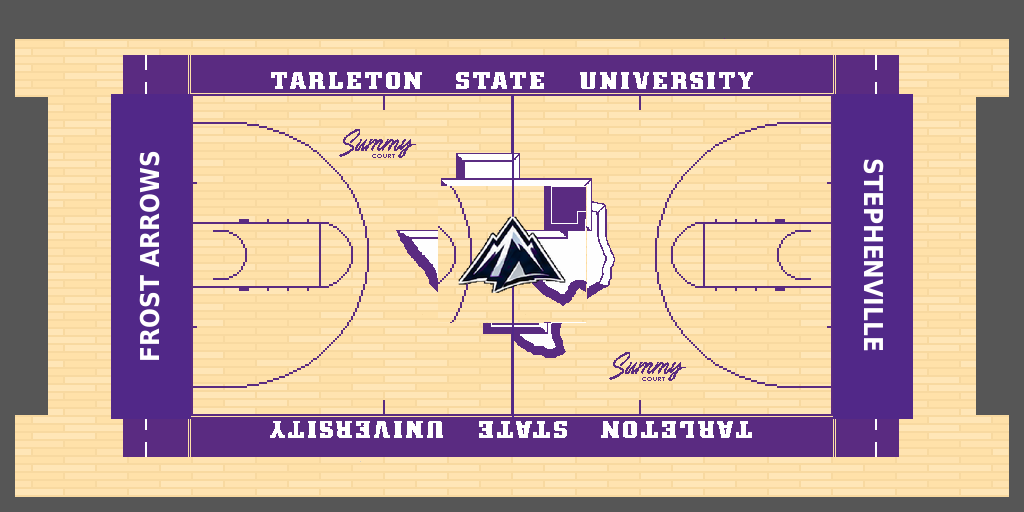 TARLETON STATE UNIVERSITY
Summy
COURT
FROST ARROWS
STEPHENVILLE
Summy
COURT
TARLETON STATE UNIVERSITY